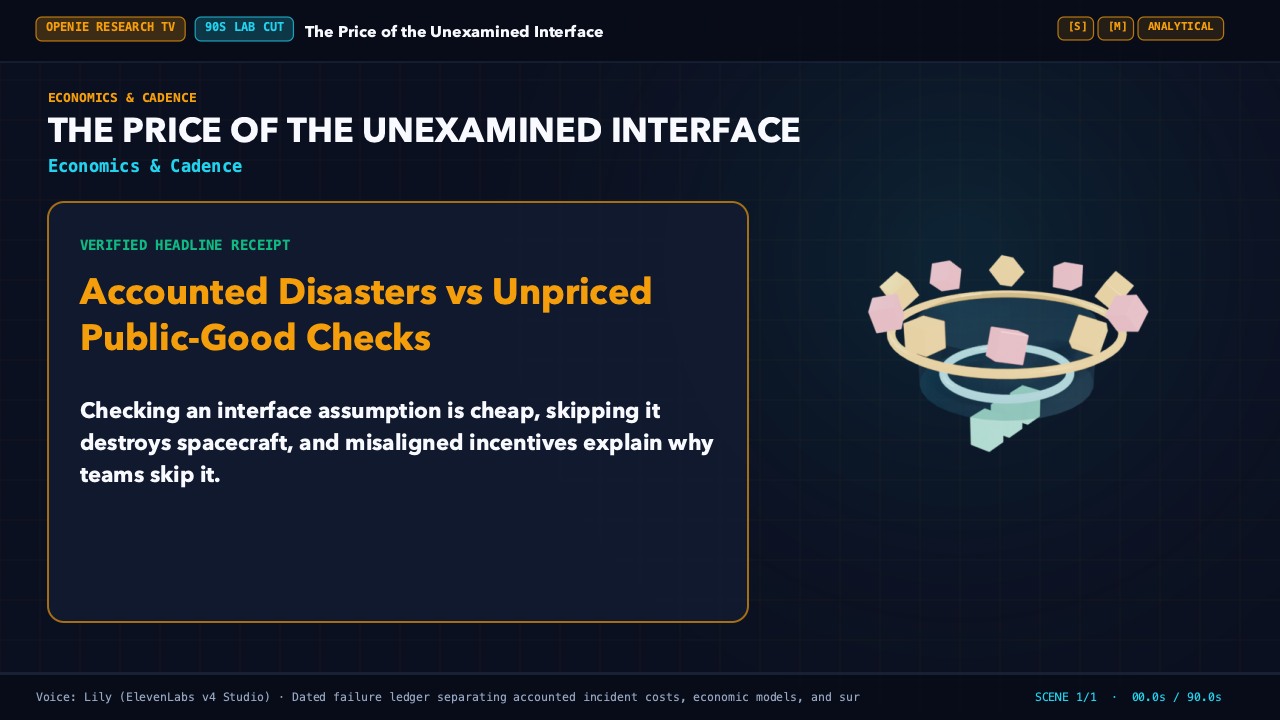 OPENIE RESEARCH TV
90S LAB CUT
The Price of the Unexamined Interface
[S]
[M]
ANALYTICAL
ECONOMICS & CADENCE
THE PRICE OF THE UNEXAMINED INTERFACE
Economics & Cadence
VERIFIED HEADLINE RECEIPT
Accounted Disasters vs Unpriced
Public-Good Checks
Checking an interface assumption is cheap, skipping it
destroys spacecraft, and misaligned incentives explain why
teams skip it.
Voice: Lily (ElevenLabs v4 Studio) · Dated failure ledger separating accounted incident costs, economic models, and sur
SCENE 1/1 · 00.0s / 90.0s